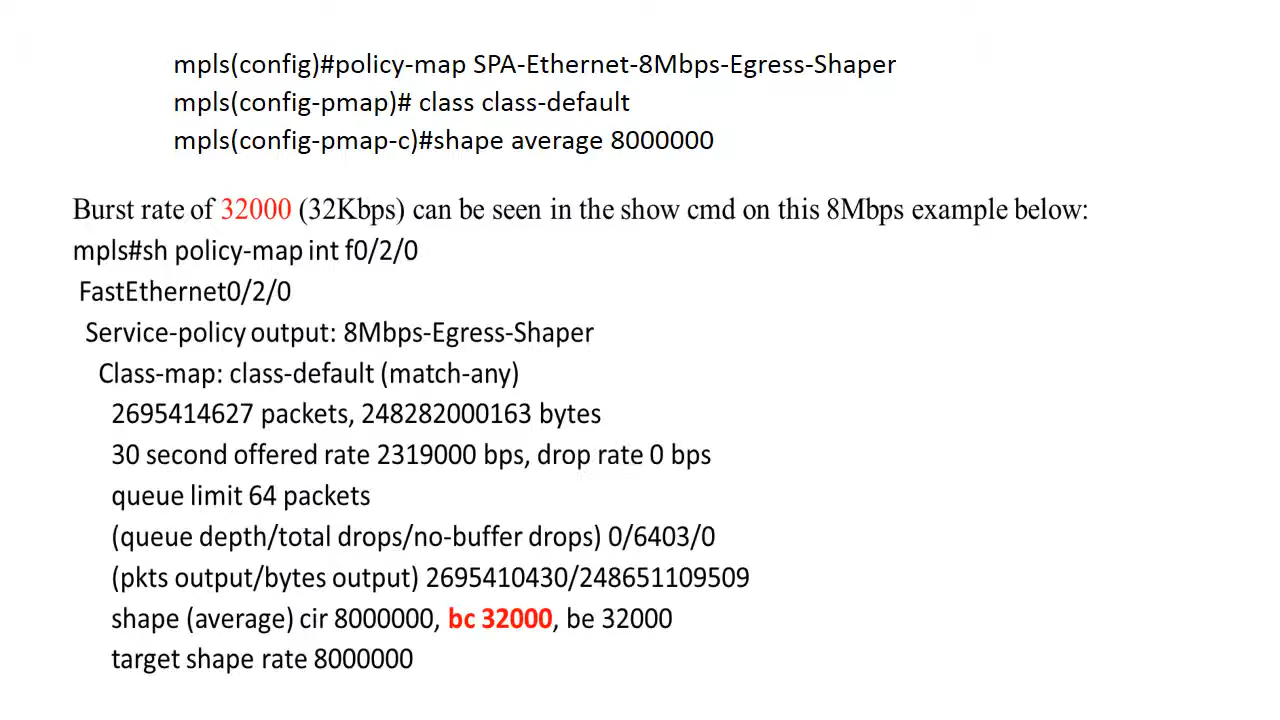 mpls(config)#policy-map SPA-Ethernet-8Mbps-Egress-Shaper
mpls(config-pmap)# class class-default
mpls(config-pmap-c)#shape average 8000000
Burst rate of 32000 (32Kbps) can be seen in the show cmd on this 8Mbps example below:
mpls#sh policy-map int f0/2/0
FastEthernet0/2/0
Service-policy output: 8Mbps-Egress-Shaper
Class-map: class-default (match-any)
2695414627 packets, 248282000163 bytes
30 second offered rate 2319000 bps, drop rate 0 bps
queue limit 64 packets
(queue depth/total drops/no-buffer drops) 0/6403/0
(pkts output/bytes output) 2695410430/248651109509
shape (average) cir 8000000, bc 32000, be 32000
target shape rate 8000000